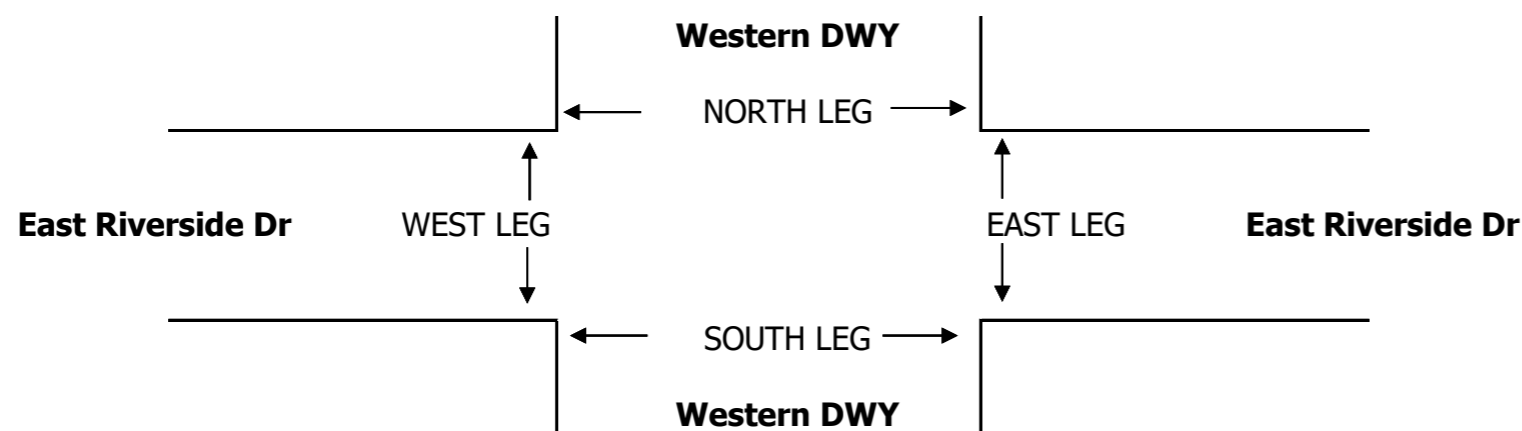 Western DWY
NORTH LEG
East Riverside Dr WEST LEG EAST LEG East Riverside Dr
SOUTH LEG
Western DWY